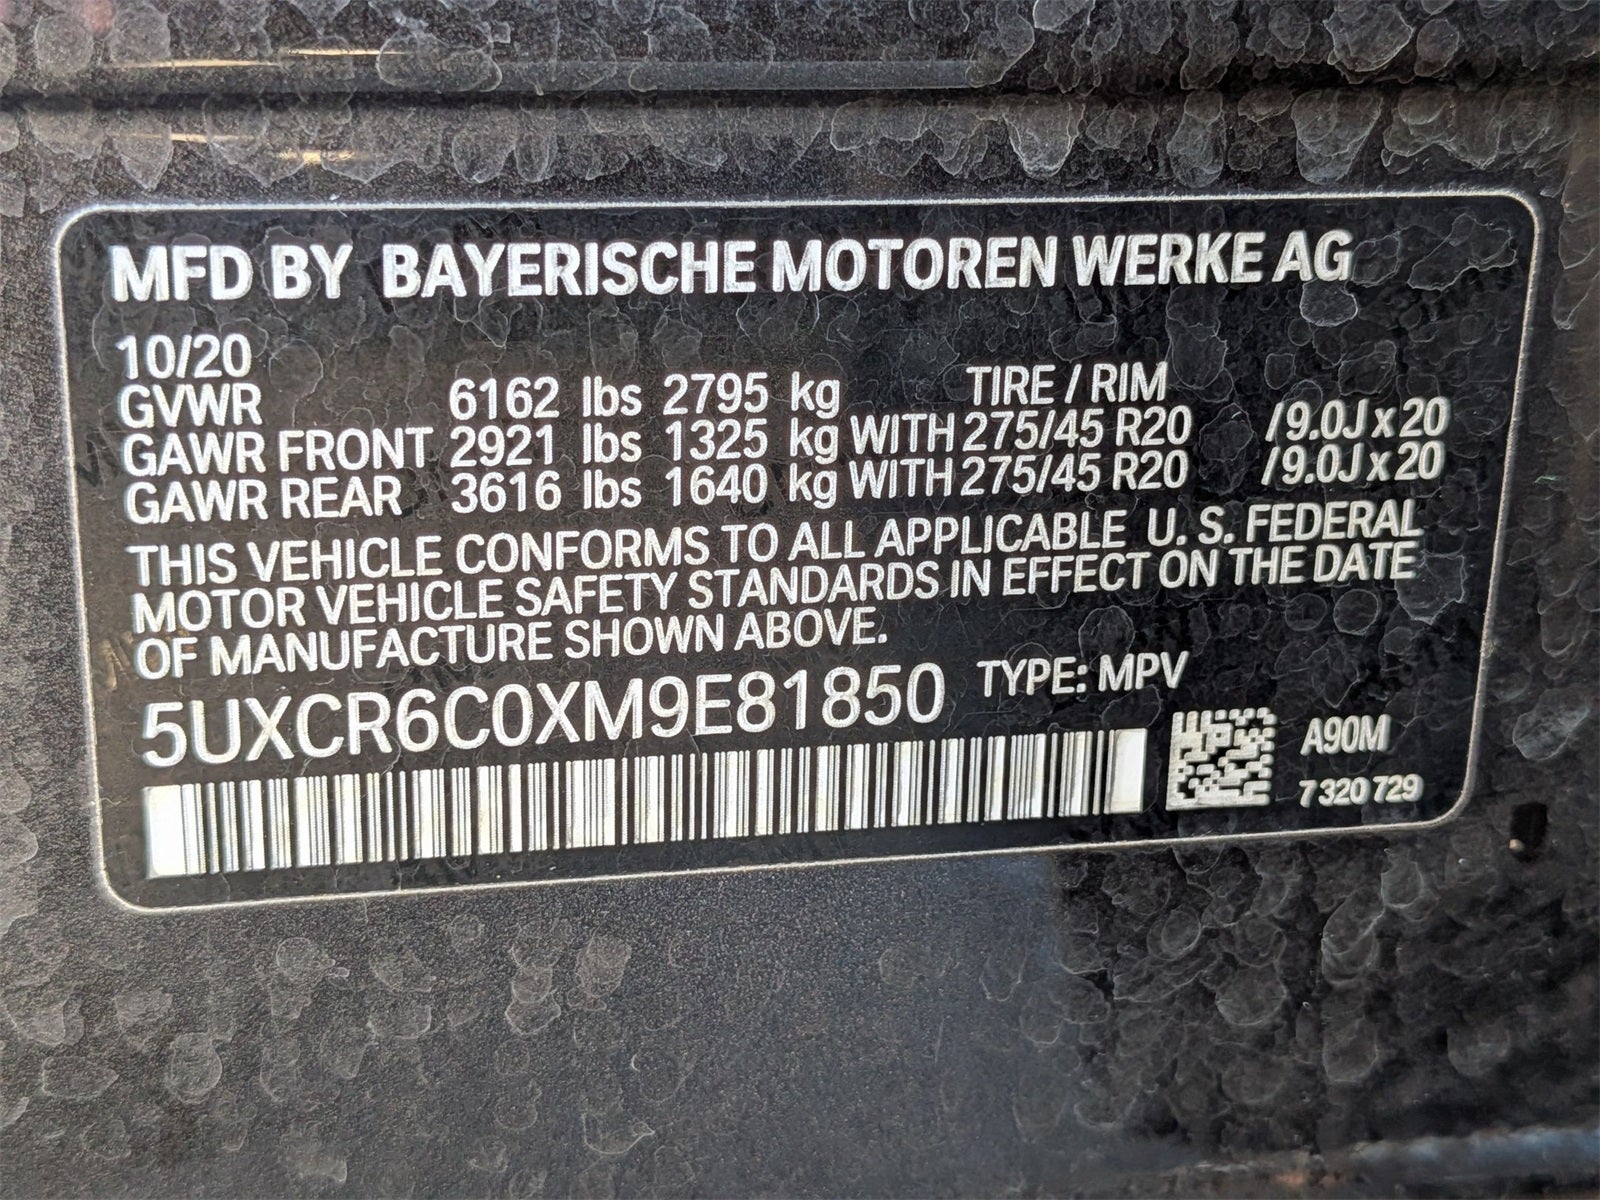 MFD BY BAYERISCHE MOTOREN WERKE AG
10/20
GVWR 6162 lbs 2795 kg TIRE / RIM
GAWR FRONT 2921 lbs 1325 kg WITH 275/45 R20 /9.0J x 20
GAWR REAR 3616 lbs 1640 kg WITH 275/45 R20 /9.0J x 20
THIS VEHICLE CONFORMS TO ALL APPLICABLE U. S. FEDERAL
MOTOR VEHICLE SAFETY STANDARDS IN EFFECT ON THE DATE
OF MANUFACTURE SHOWN ABOVE.
5UXCR6C0XM9E81850 TYPE: MPV
A90M
7 320 729